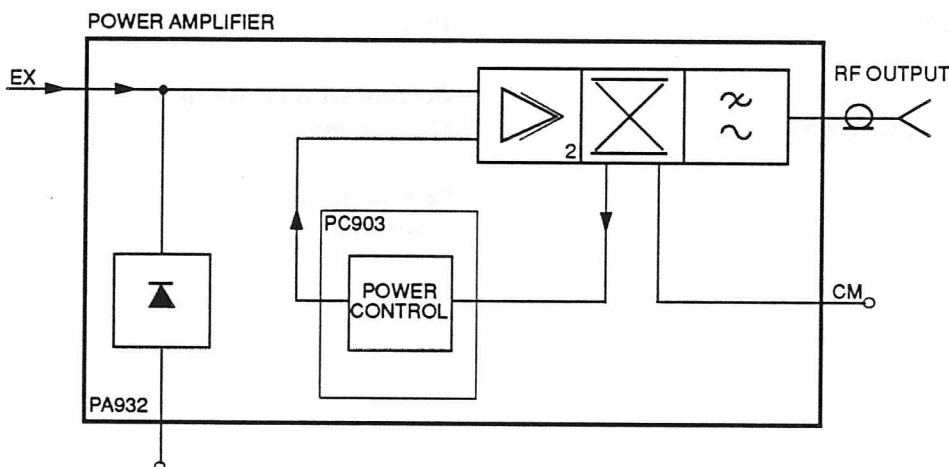 POWER AMPLIFIER
EX
RF OUTPUT
2
PC903
POWER
CONTROL
CM
PA932